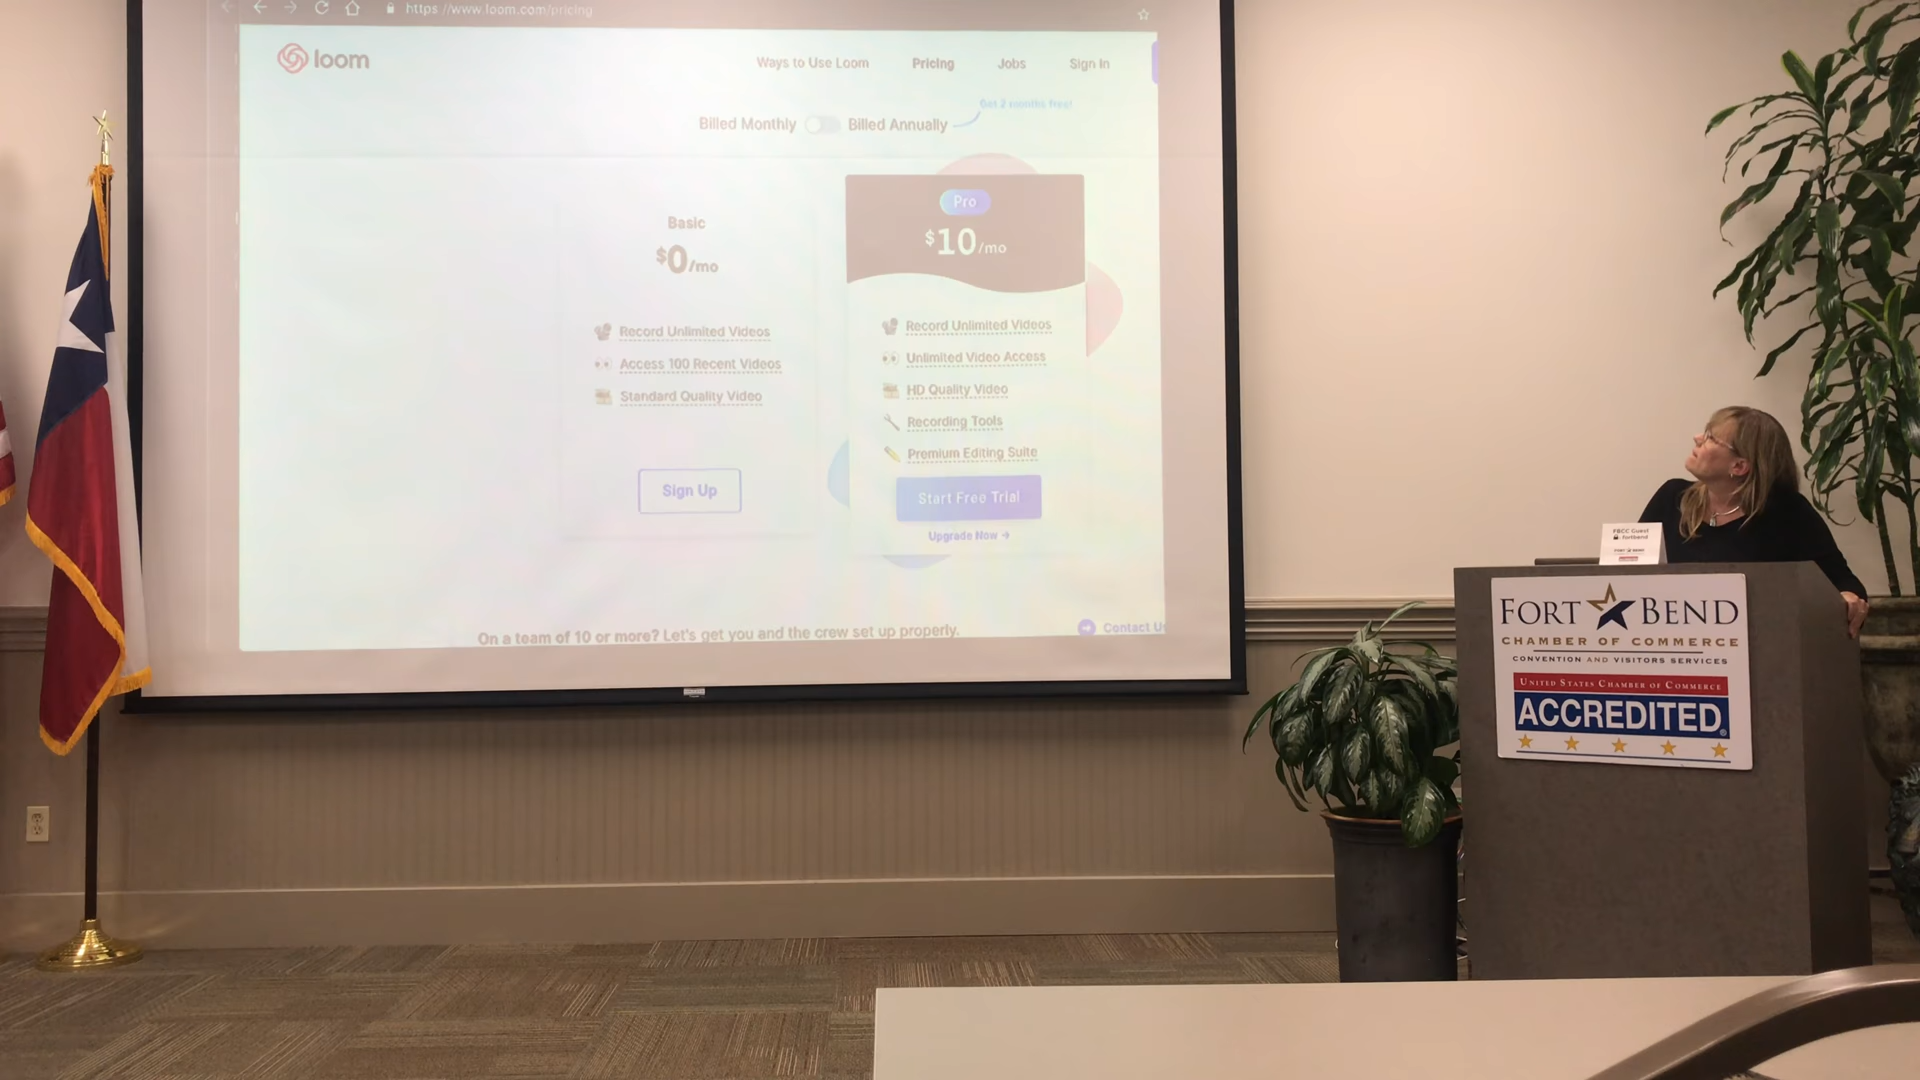 https://www.loom.com/pricing
loom
Ways to Use Loom
Pricing
Jobs
Sign In
Get 2 months free!
Billed Monthly
Billed Annually
Basic
$0/mo
Record Unlimited Videos
Access 100 Recent Videos
Standard Quality Video
Sign Up
Pro
$10/mo
Record Unlimited Videos
Unlimited Video Access
HD Quality Video
Recording Tools
Premium Editing Suite
Start Free Trial
Upgrade Now →
On a team of 10 or more? Let's get you and the crew set up properly.
Contact Us
FBCC Guest
fortbend
FORT BEND
CHAMBER OF COMMERCE
CONVENTION AND VISITORS SERVICES
UNITED STATES CHAMBER OF COMMERCE
ACCREDITED®